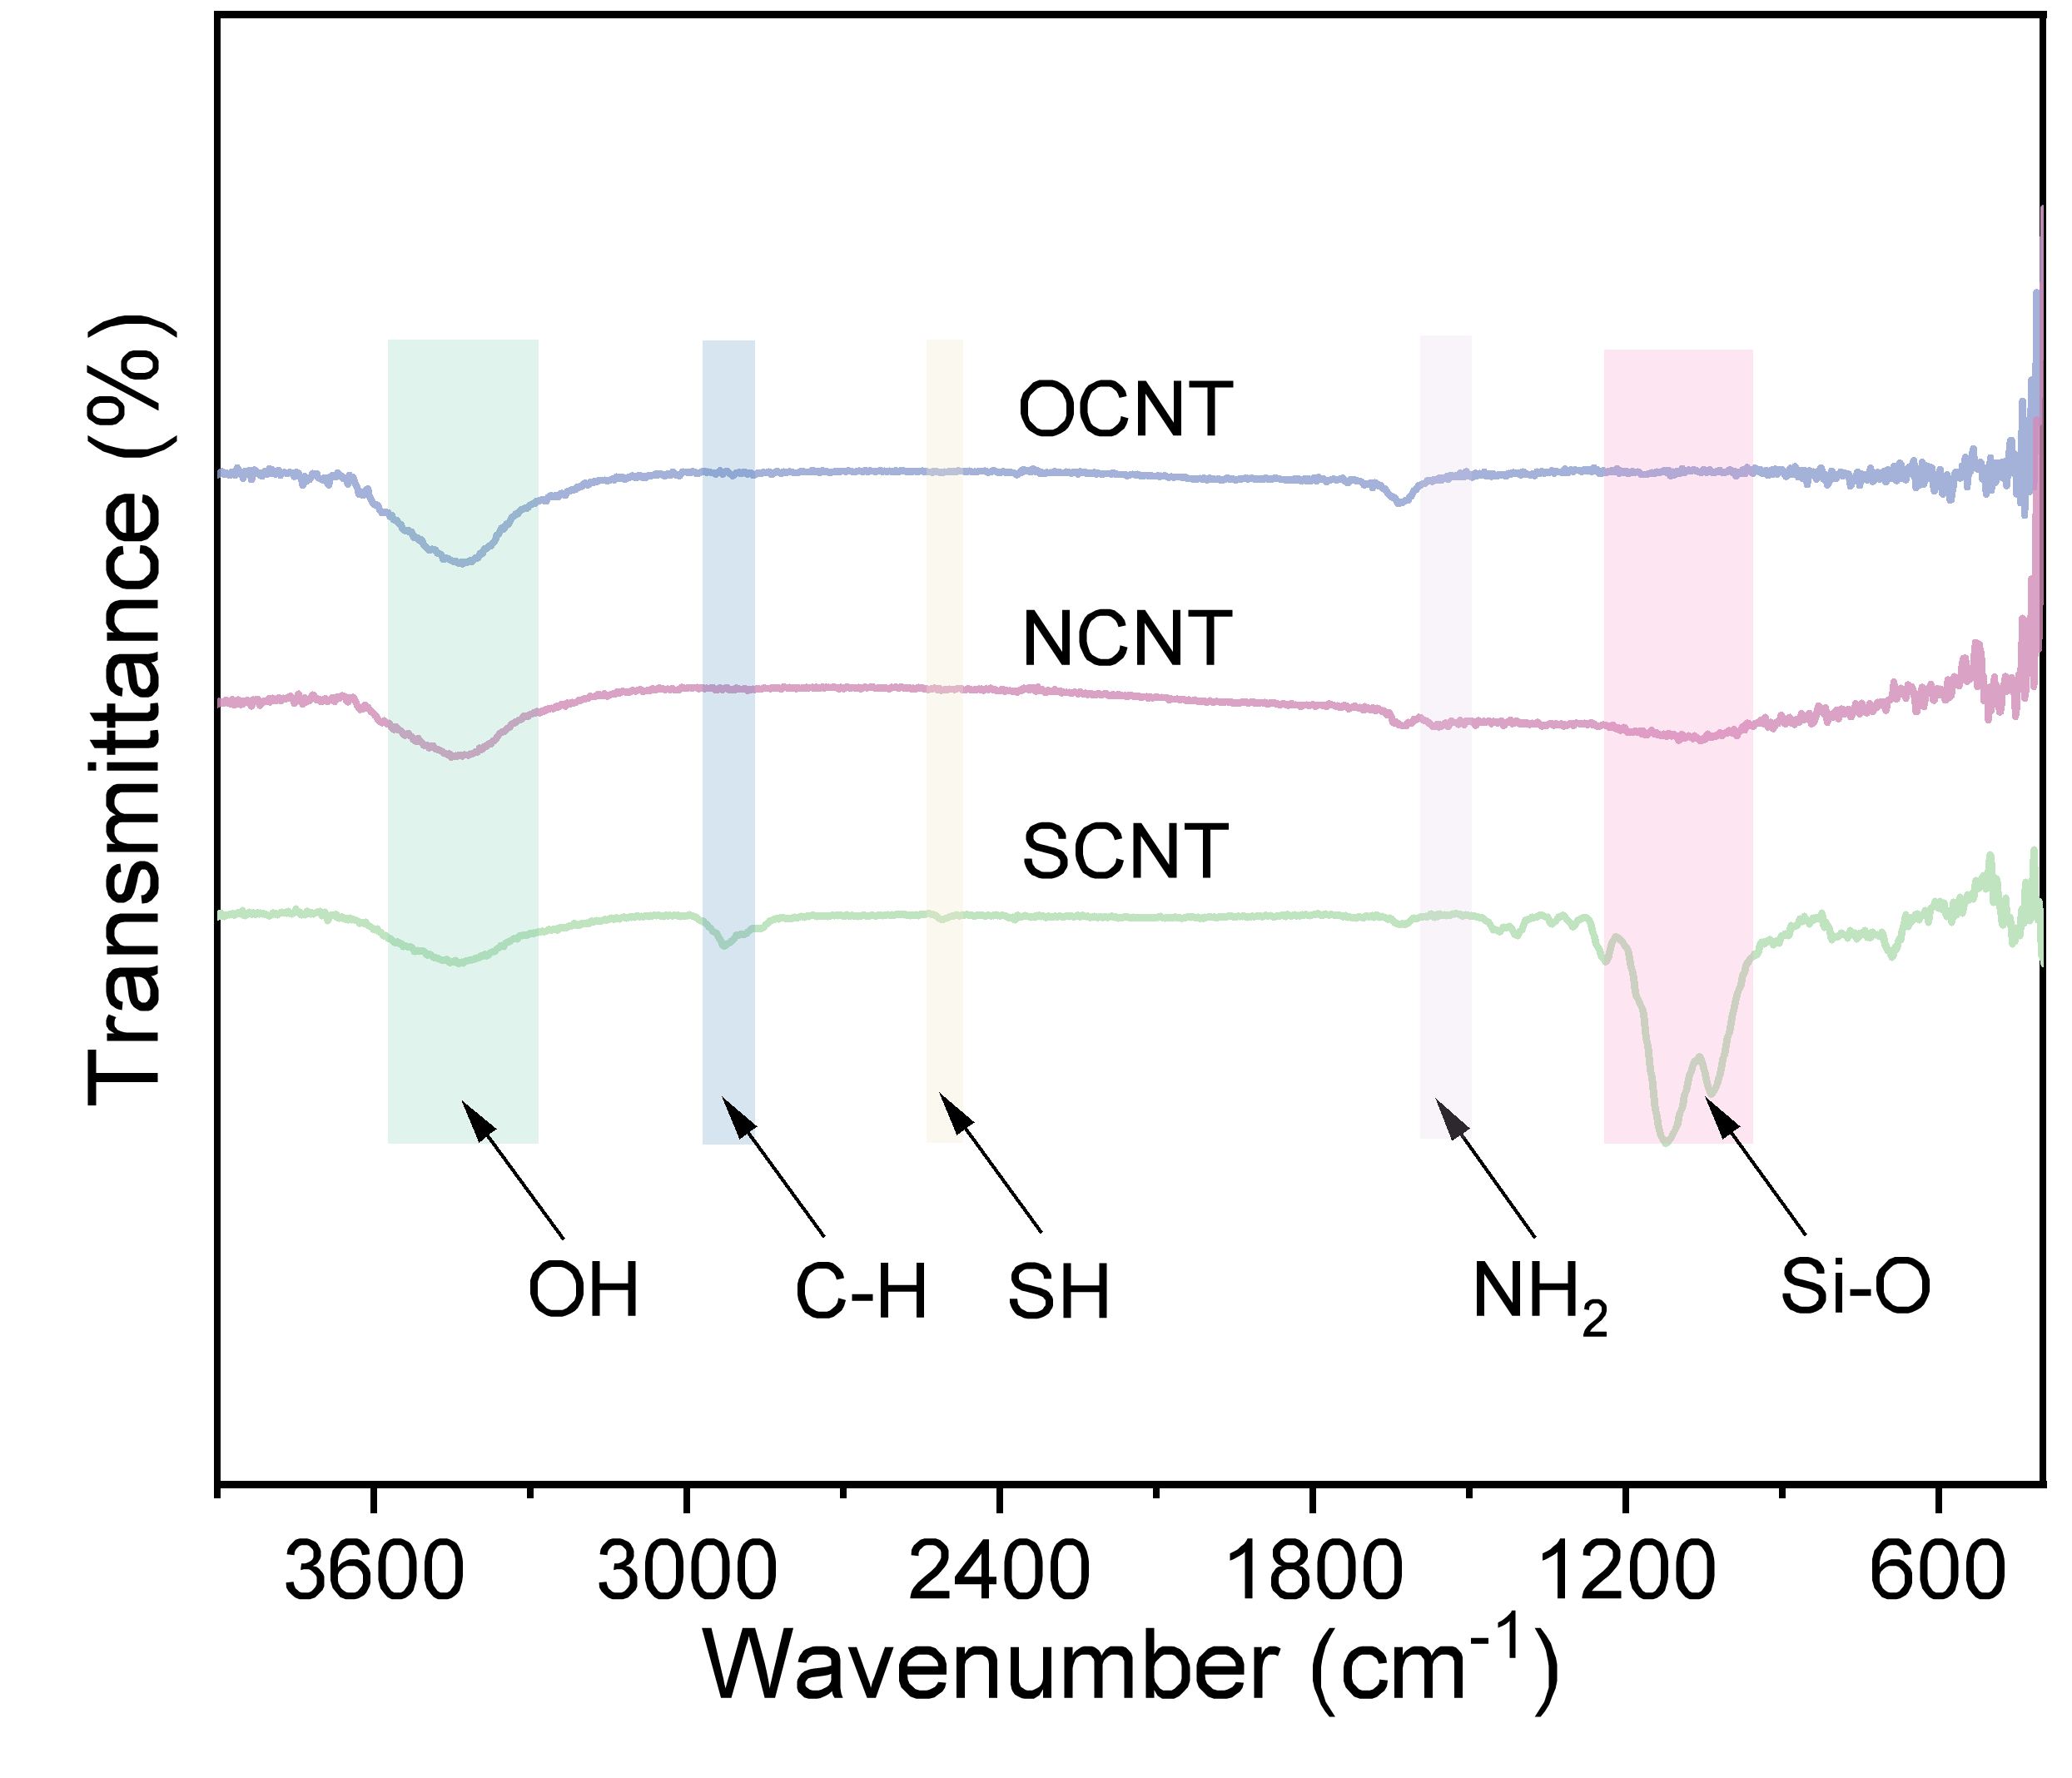 Transmittance (%)
OCNT
NCNT
SCNT
OH
C-H
SH
NH₂
Si-O
3600 3000 2400 1800 1200 600
Wavenumber (cm⁻¹)